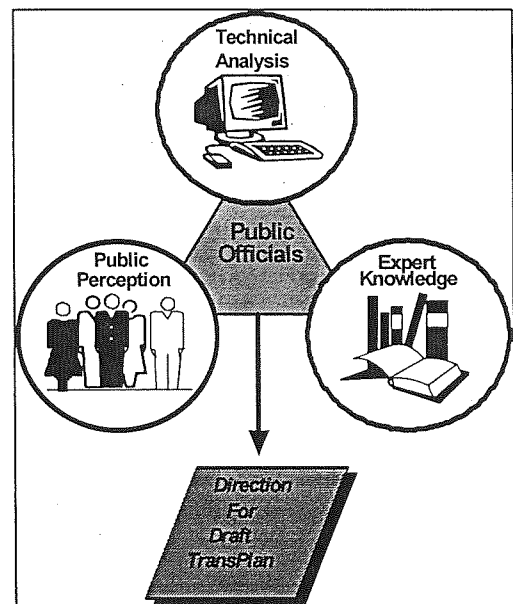 Technical
Analysis
Public
Officials
Public
Perception
Expert
Knowledge
Direction
For
Draft
TransPlan